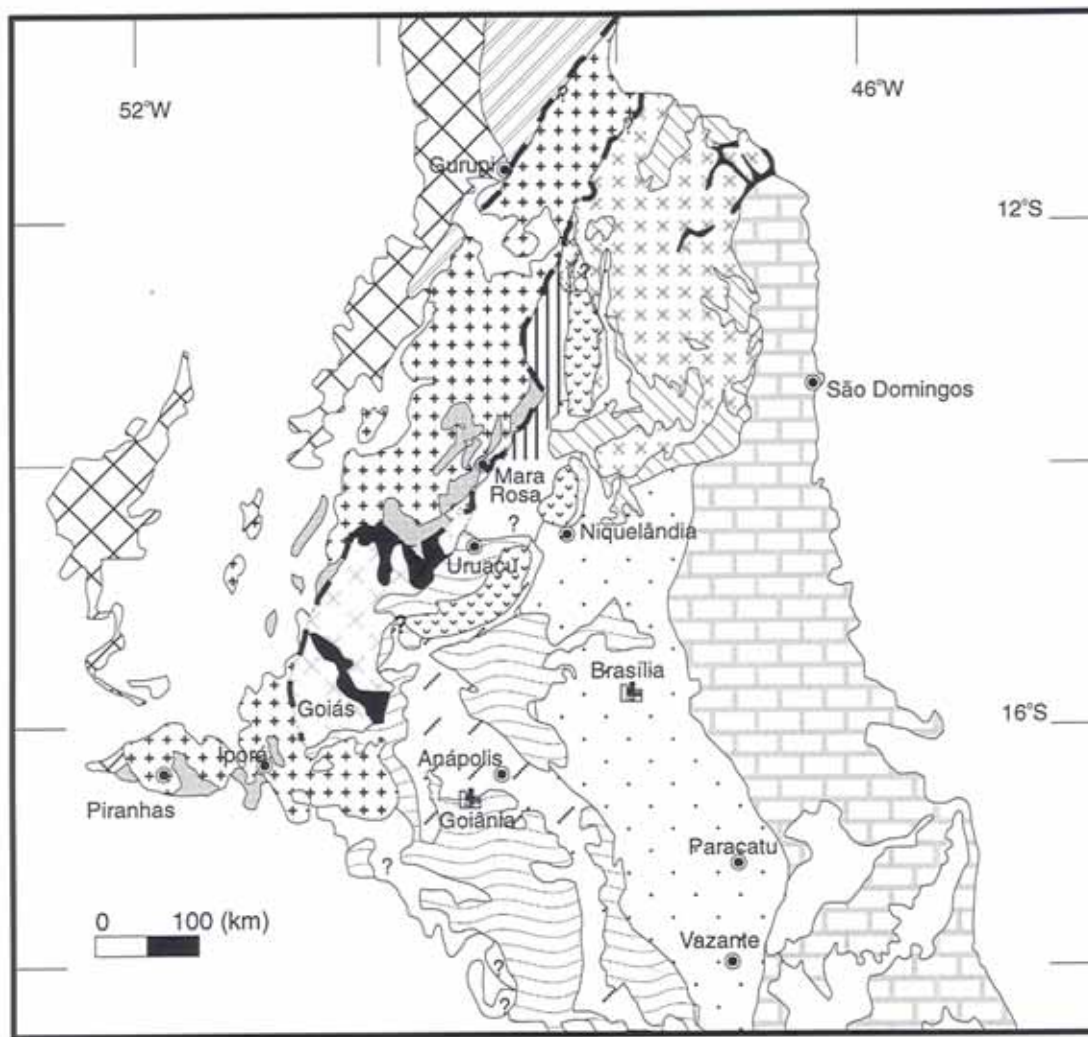 52°W
46°W
Gurupi
12°S
?
?
?
São Domingos
Mara
Rosa
?
Niquelândia
Uruaçu
?
Brasília
Goiás
16°S
Iporá
Anápolis
Piranhas
Goiânia
?
Paracatu
0 100 (km)
Vazante
?
?